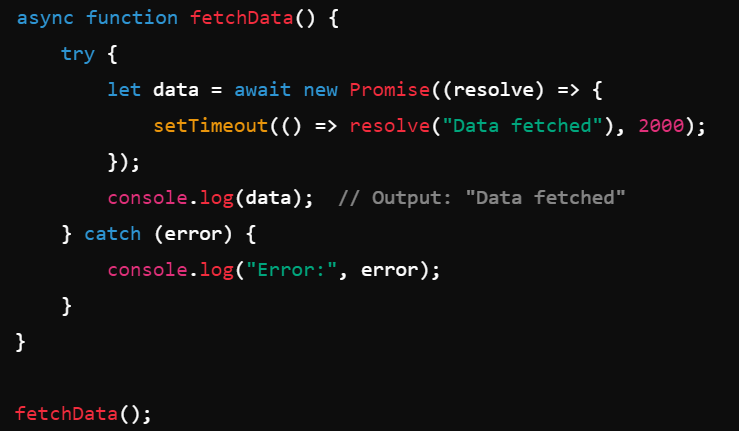 async function fetchData() {
    try {
        let data = await new Promise((resolve) => {
            setTimeout(() => resolve("Data fetched"), 2000);
        });
        console.log(data);  // Output: "Data fetched"
    } catch (error) {
        console.log("Error:", error);
    }
}

fetchData();